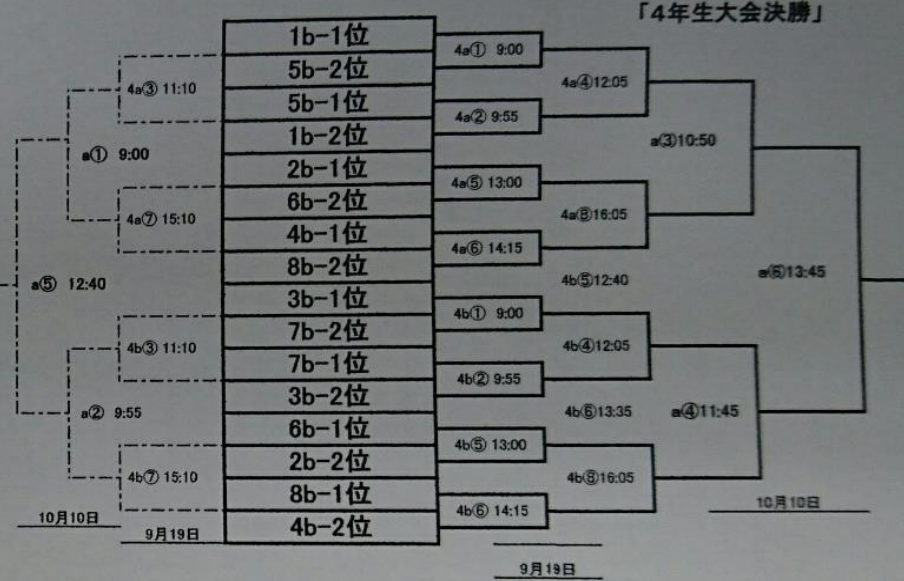 「4年生大会決勝」
1b-1位
5b-2位
5b-1位
1b-2位
2b-1位
6b-2位
4b-1位
8b-2位
3b-1位
7b-2位
7b-1位
3b-2位
6b-1位
2b-2位
8b-1位
4b-2位
4a③ 11:10
a① 9:00
4a⑦ 15:10
a⑤ 12:40
4b③ 11:10
a② 9:55
4b⑦ 15:10
10月10日
9月19日
4a① 9:00
4a④12:05
4a② 9:55
a③10:50
4a⑤ 13:00
4a⑧16:05
4a⑥ 14:15
4b⑤12:40
a⑥13:45
4b① 9:00
4b④12:05
4b② 9:55
4b⑥13:35
a④11:45
4b⑤ 13:00
4b⑧16:05
4b⑥ 14:15
10月10日
9月19日